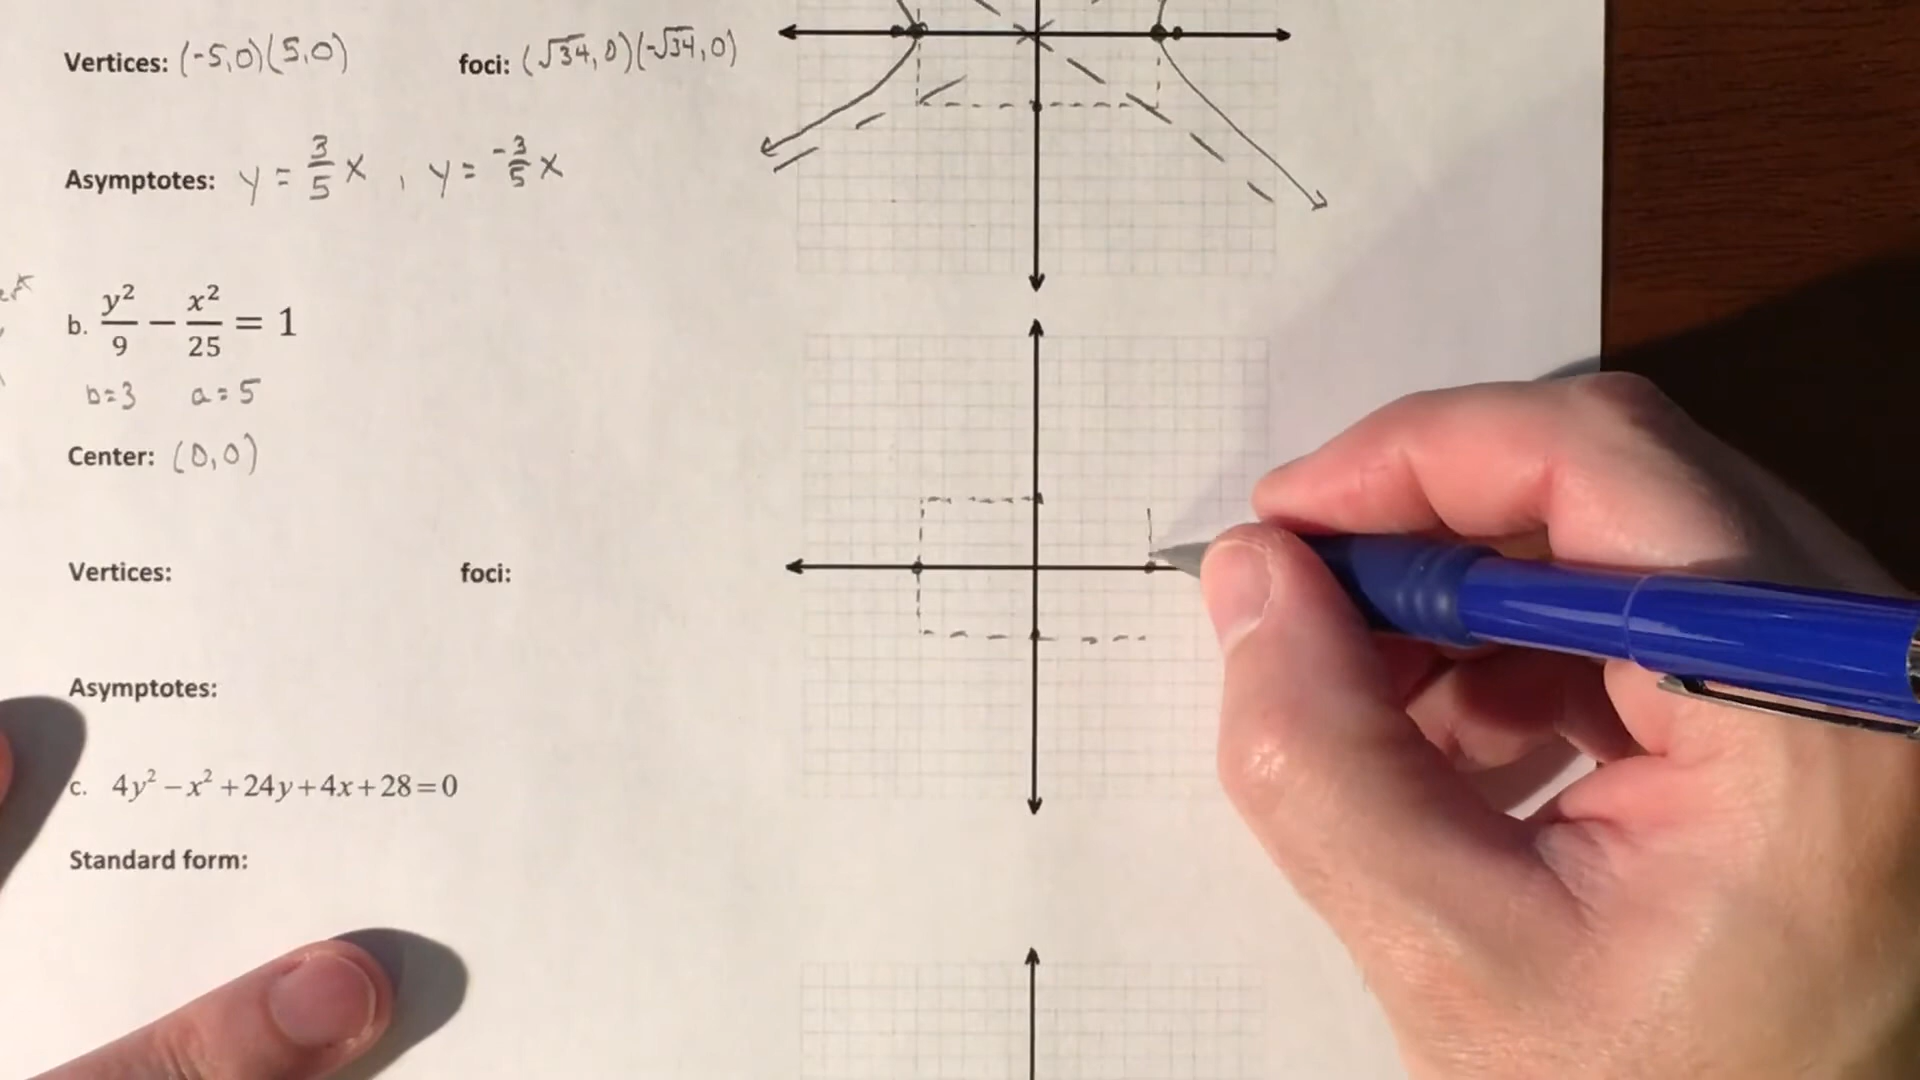 Vertices: (-5,0)(5,0) foci: (√34,0)(-√34,0)
Asymptotes: y = 3/5 x , y = -3/5 x
b. y²/9 − x²/25 = 1
b=3 a=5
Center: (0,0)
Vertices: foci:
Asymptotes:
c. 4y² − x² + 24y + 4x + 28 = 0
Standard form: